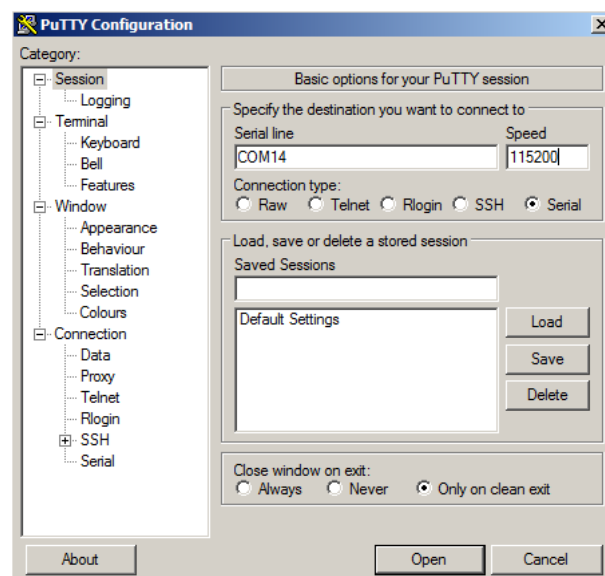 PuTTY Configuration
Category:
Session
Logging
Terminal
Keyboard
Bell
Features
Window
Appearance
Behaviour
Translation
Selection
Colours
Connection
Data
Proxy
Telnet
Rlogin
SSH
Serial
Basic options for your PuTTY session
Specify the destination you want to connect to
Serial line Speed
COM14 115200
Connection type:
Raw Telnet Rlogin SSH Serial
Load, save or delete a stored session
Saved Sessions
Default Settings
Load
Save
Delete
Close window on exit:
Always Never Only on clean exit
About Open Cancel